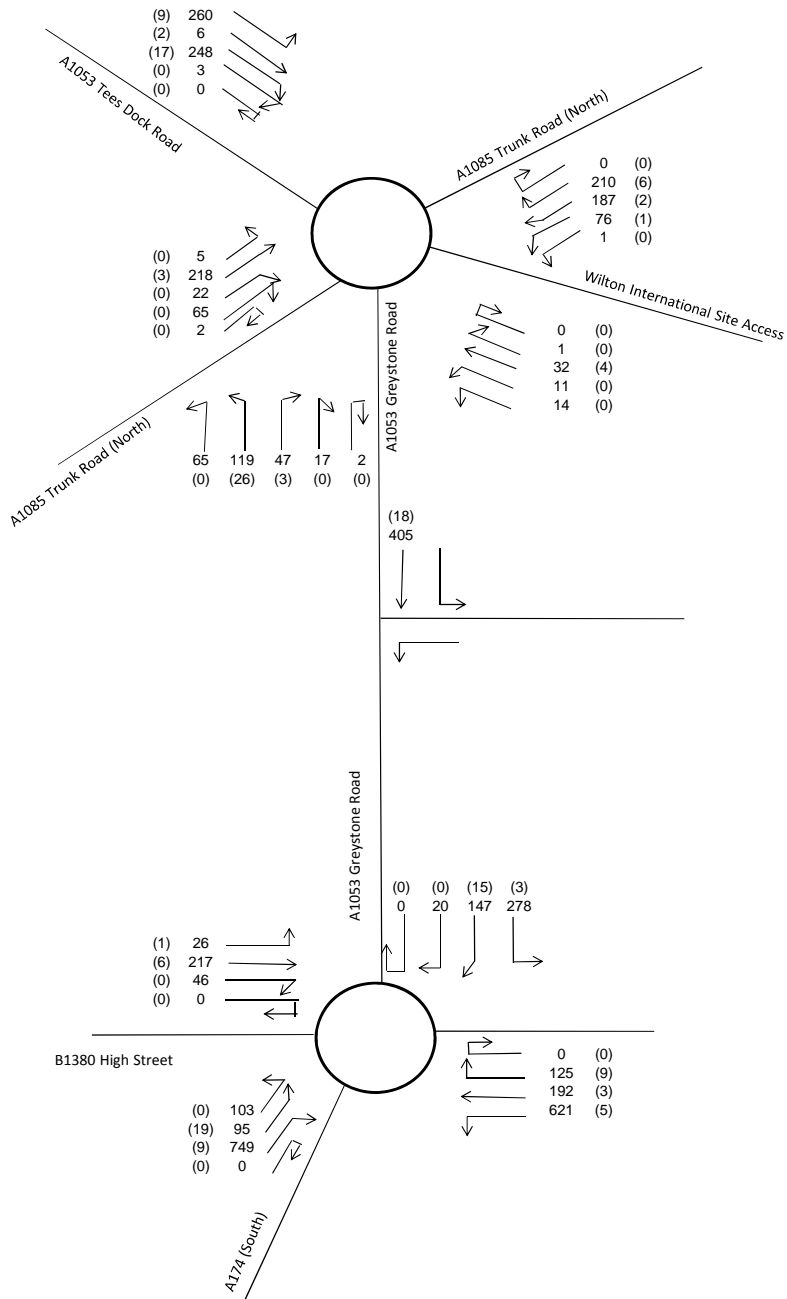 (9) 260
(2) 6
(17) 248
(0) 3
(0) 0
A1053 Tees Dock Road
A1085 Trunk Road (North)
0 (0)
210 (6)
187 (2)
76 (1)
1 (0)
(0) 5
(3) 218
(0) 22
(0) 65
(0) 2
Wilton International Site Access
0 (0)
1 (0)
32 (4)
11 (0)
14 (0)
A1053 Greystone Road
A1085 Trunk Road (North)
65 119 47 17 2
(0) (26) (3) (0) (0)
(18)
405
A1053 Greystone Road
(0) (0) (15) (3)
0 20 147 278
(1) 26
(6) 217
(0) 46
(0) 0
B1380 High Street
0 (0)
125 (9)
192 (3)
621 (5)
(0) 103
(19) 95
(9) 749
(0) 0
A174 (South)